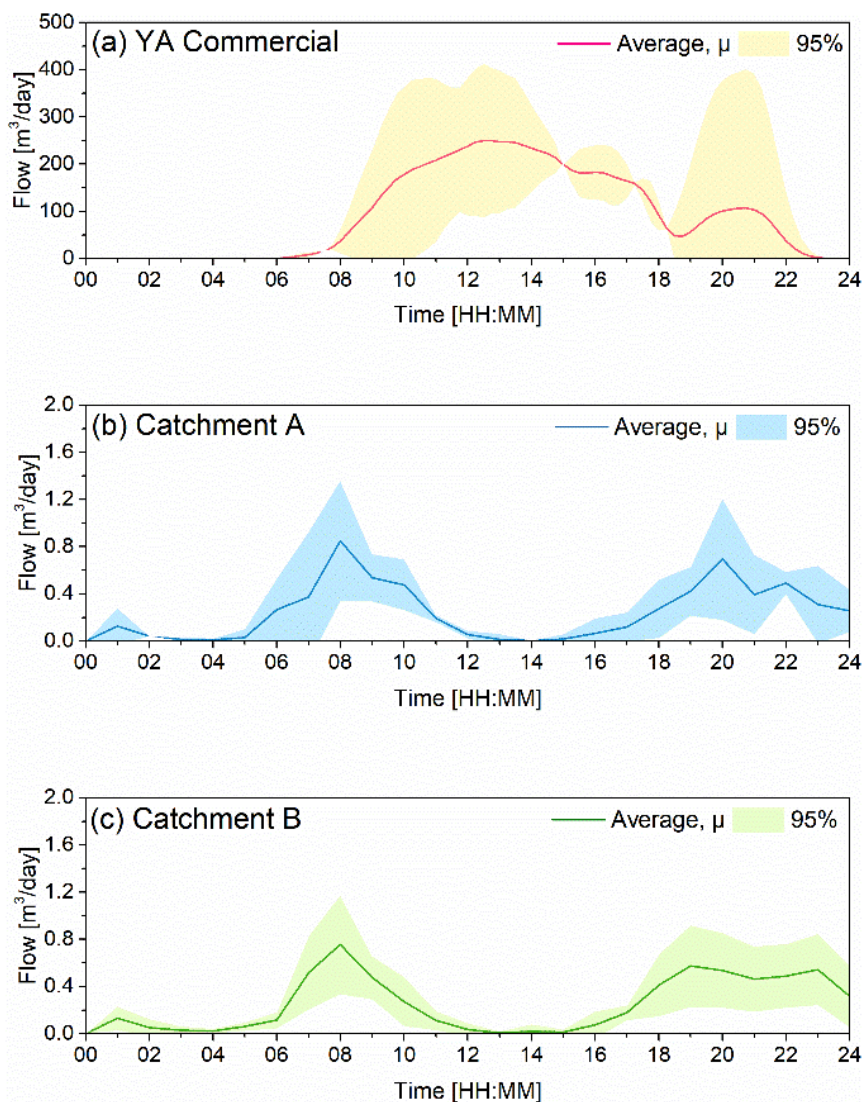 (a) YA Commercial
Average, μ 95%
Flow [m³/day]
500
400
300
200
100
0
00 02 04 06 08 10 12 14 16 18 20 22 24
Time [HH:MM]
(b) Catchment A
Average, μ 95%
Flow [m³/day]
2.0
1.6
1.2
0.8
0.4
0.0
00 02 04 06 08 10 12 14 16 18 20 22 24
Time [HH:MM]
(c) Catchment B
Average, μ 95%
Flow [m³/day]
2.0
1.6
1.2
0.8
0.4
0.0
00 02 04 06 08 10 12 14 16 18 20 22 24
Time [HH:MM]